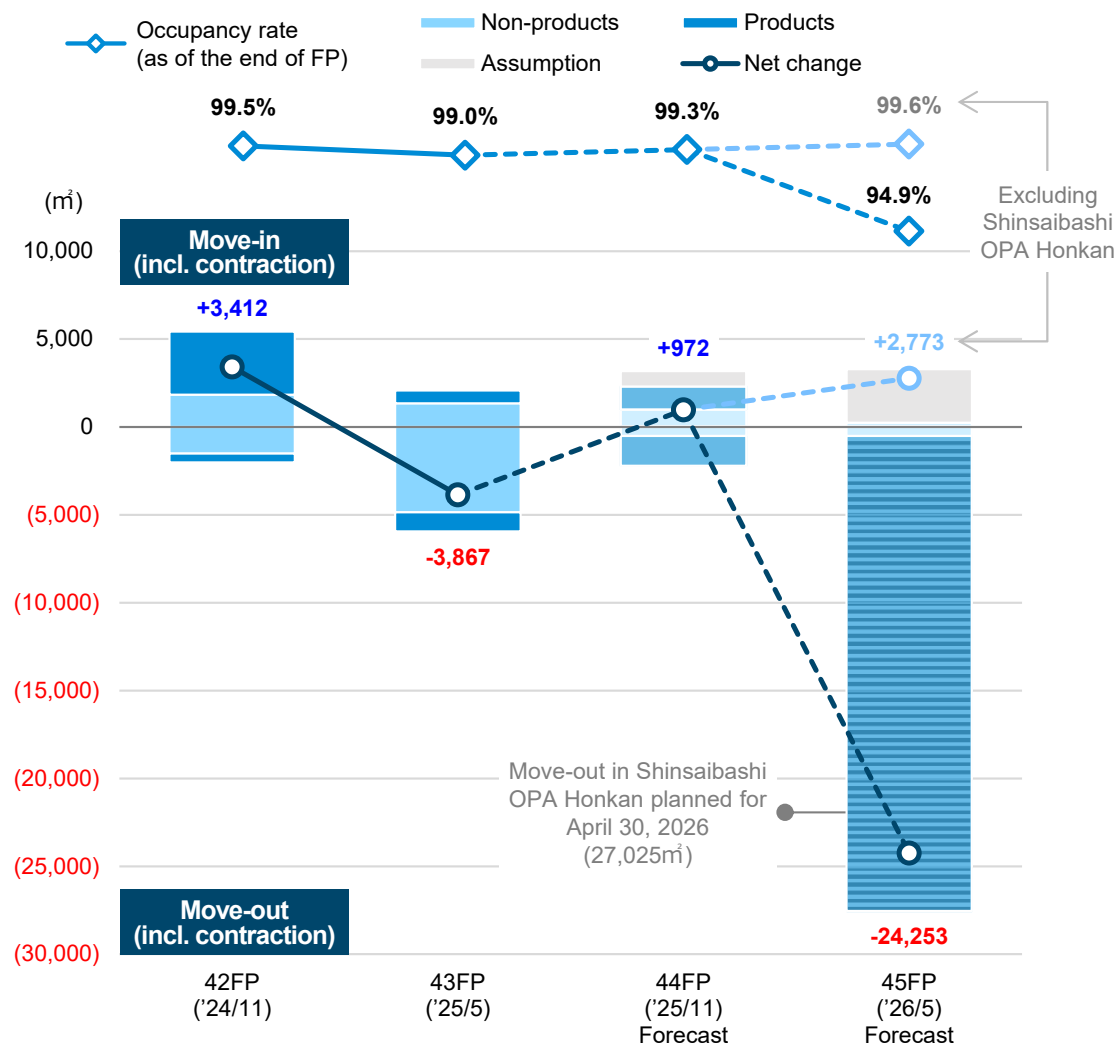 Occupancy rate
(as of the end of FP)
Non-products
Products
Assumption
Net change
99.5%
99.0%
99.3%
99.6%
94.9%
Excluding
Shinsaibashi
OPA Honkan
(㎡)
Move-in
(incl. contraction)
10,000
5,000
0
(5,000)
(10,000)
(15,000)
(20,000)
(25,000)
(30,000)
+3,412
-3,867
+972
+2,773
-24,253
Move-out in Shinsaibashi
OPA Honkan planned for
April 30, 2026
(27,025㎡)
Move-out
(incl. contraction)
42FP
(’24/11)
43FP
(’25/5)
44FP
(’25/11)
Forecast
45FP
(’26/5)
Forecast